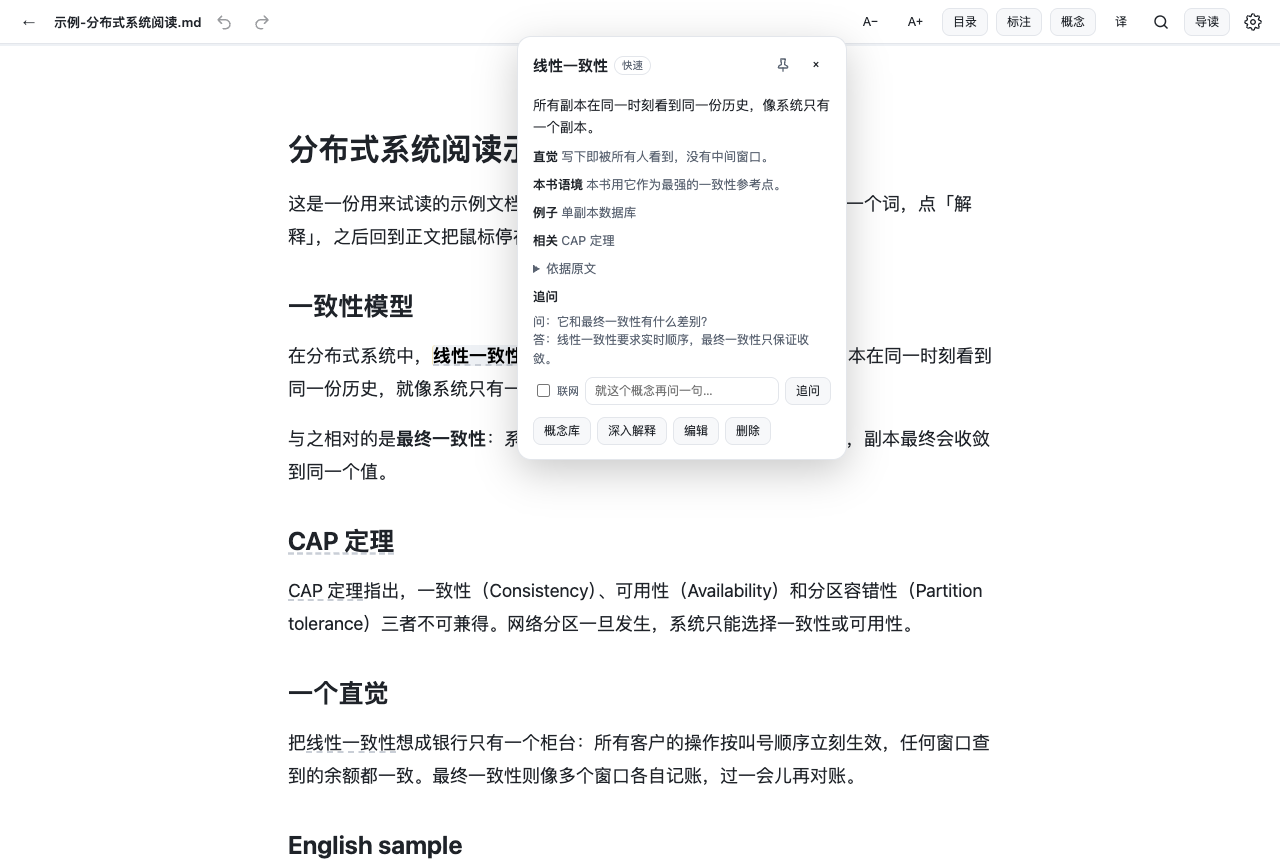 ← 示例-分布式系统阅读.md A− A+ 目录 标注 概念 译 导读
线性一致性 快速 ×
所有副本在同一时刻看到同一份历史，像系统只有
一个副本。
直觉 写下即被所有人看到，没有中间窗口。
本书语境 本书用它作为最强的一致性参考点。
例子 单副本数据库
相关 CAP 定理
▶ 依据原文
追问
问：它和最终一致性有什么差别?
答：线性一致性要求实时顺序，最终一致性只保证收
敛。
联网 就这个概念再问一句... 追问
概念库 深入解释 编辑 删除
分布式系统阅读
这是一份用来试读的示例文档 一个词，点「解
释」，之后回到正文把鼠标停
一致性模型
在分布式系统中，线性一致性 本在同一时刻看到
同一份历史，就像系统只有一
与之相对的是最终一致性：系 ，副本最终会收敛
到同一个值。
CAP 定理
CAP 定理指出，一致性（Consistency）、可用性（Availability）和分区容错性（Partition
tolerance）三者不可兼得。网络分区一旦发生，系统只能选择一致性或可用性。
一个直觉
把线性一致性想成银行只有一个柜台：所有客户的操作按叫号顺序立刻生效，任何窗口查
到的余额都一致。最终一致性则像多个窗口各自记账，过一会儿再对账。
English sample